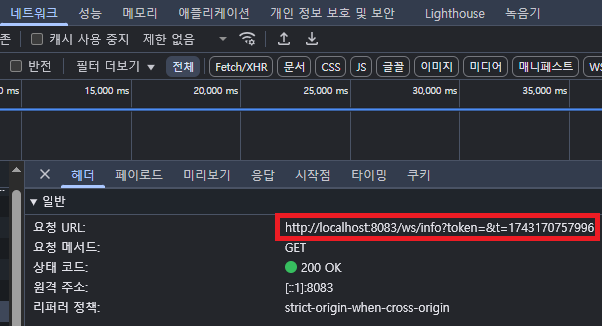 네트워크 성능 메모리 애플리케이션 개인 정보 보호 및 보안 Lighthouse 녹음기
존 캐시 사용 중지 제한 없음
반전 필터 더보기 전체 Fetch/XHR 문서 CSS JS 글꼴 이미지 미디어 매니페스트 WS
ms 15,000 ms 20,000 ms 25,000 ms 30,000 ms 35,000 ms
헤더 페이로드 미리보기 응답 시작점 타이밍 쿠키
일반
요청 URL: http://localhost:8083/ws/info?token=&t=1743170757996
요청 메서드: GET
상태 코드: 200 OK
원격 주소: [::1]:8083
리퍼러 정책: strict-origin-when-cross-origin